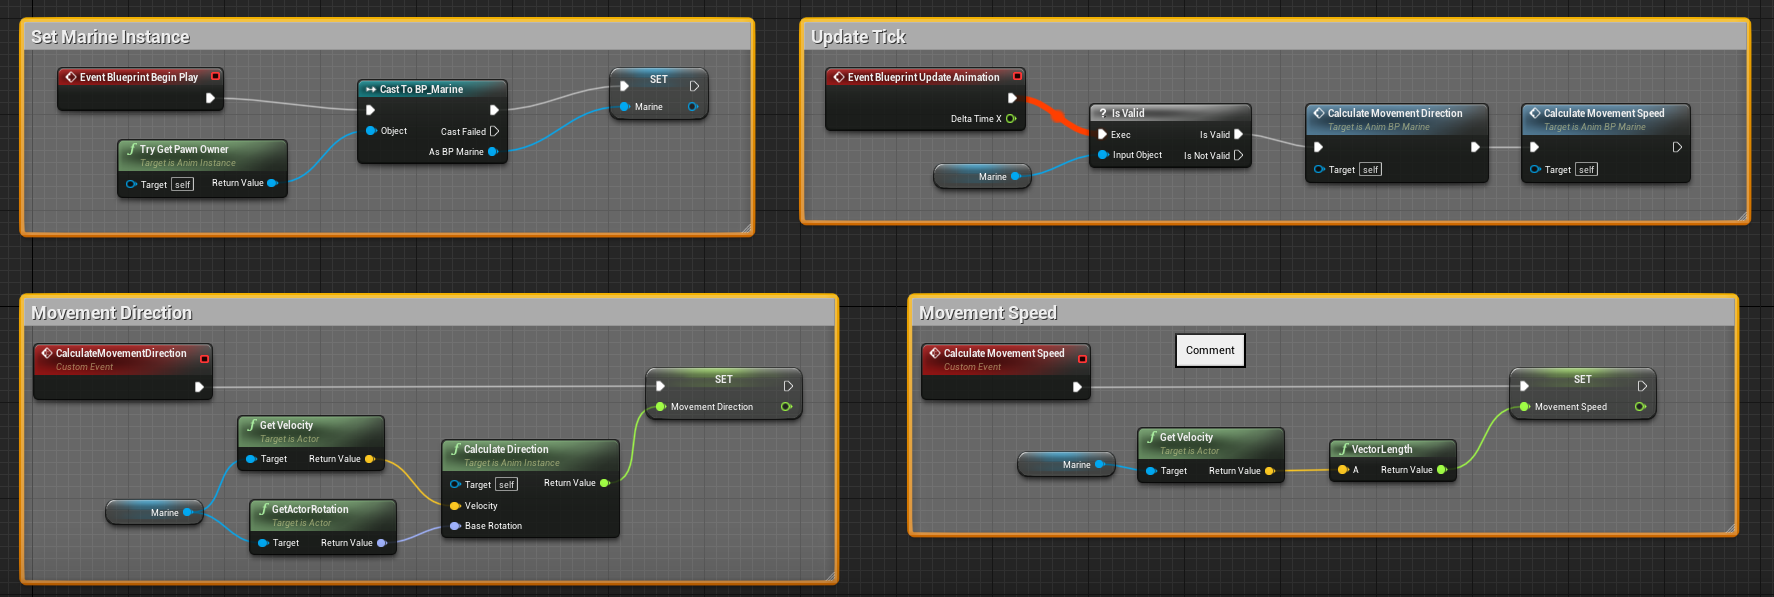 Set Marine Instance
Event Blueprint Begin Play
Cast To BP_Marine
Object
Cast Failed
As BP Marine
Try Get Pawn Owner
Target is Anim Instance
Target self Return Value
SET
Marine
Update Tick
Event Blueprint Update Animation
Delta Time X
Marine
? Is Valid
Exec Is Valid
Input Object Is Not Valid
Calculate Movement Direction
Target is Anim BP Marine
Target self
Calculate Movement Speed
Target is Anim BP Marine
Target self
Movement Direction
CalculateMovementDirection
Custom Event
Get Velocity
Target is Actor
Target Return Value
Marine
GetActorRotation
Target is Actor
Target Return Value
Calculate Direction
Target is Anim Instance
Target self Return Value
Velocity
Base Rotation
SET
Movement Direction
Movement Speed
Calculate Movement Speed
Custom Event
Comment
Marine
Get Velocity
Target is Actor
Target Return Value
VectorLength
A Return Value
SET
Movement Speed